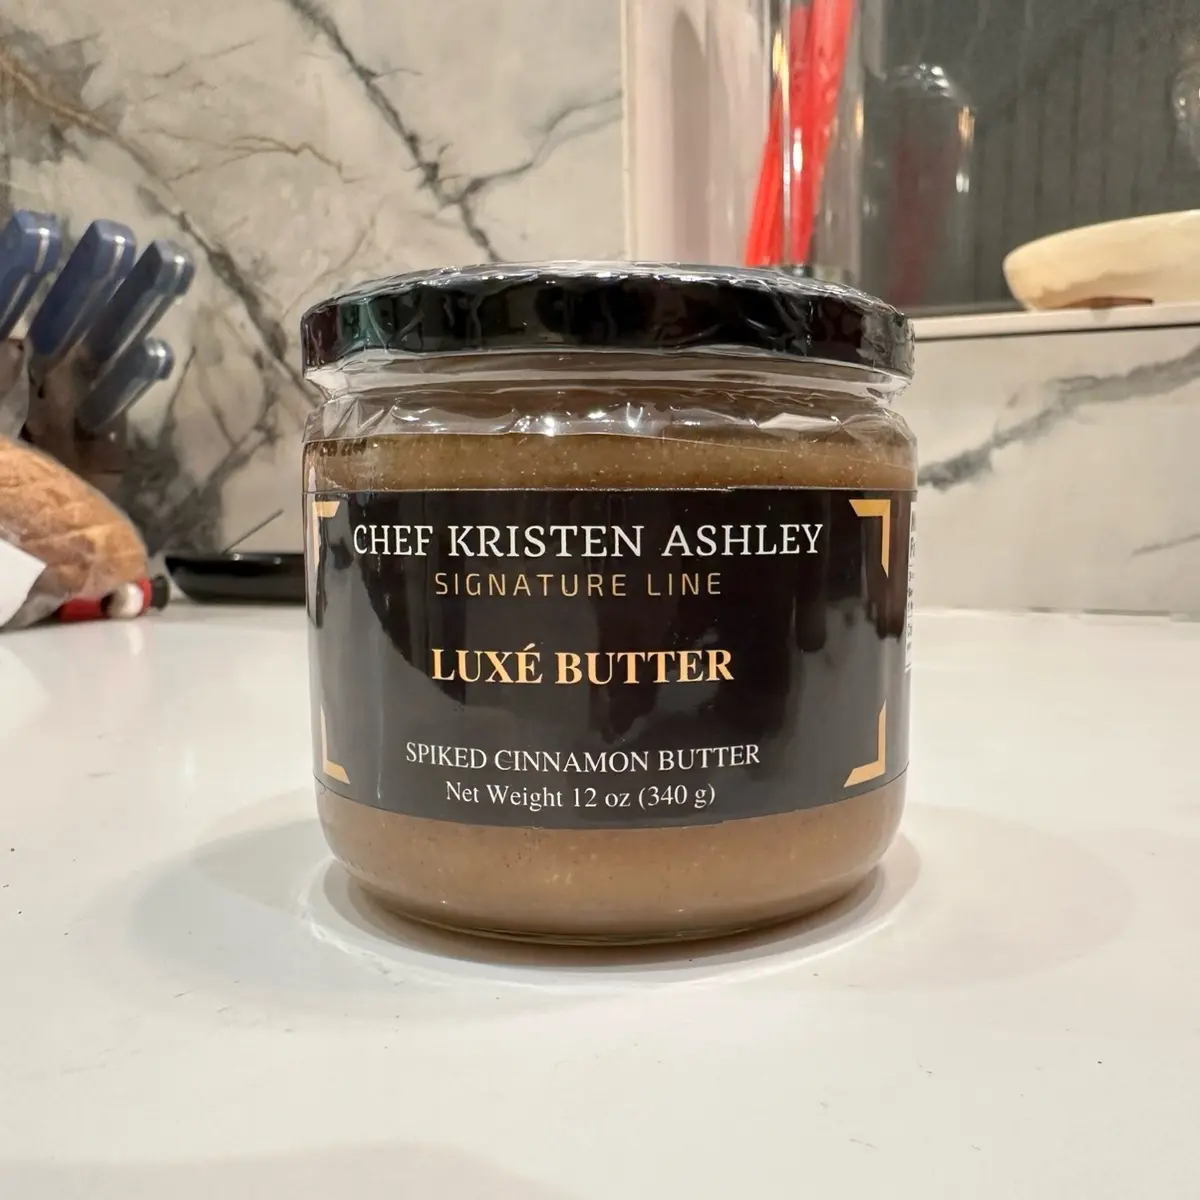 CHEF KRISTEN ASHLEY
SIGNATURE LINE
LUXÉ BUTTER
SPIKED CINNAMON BUTTER
Net Weight 12 oz (340 g)